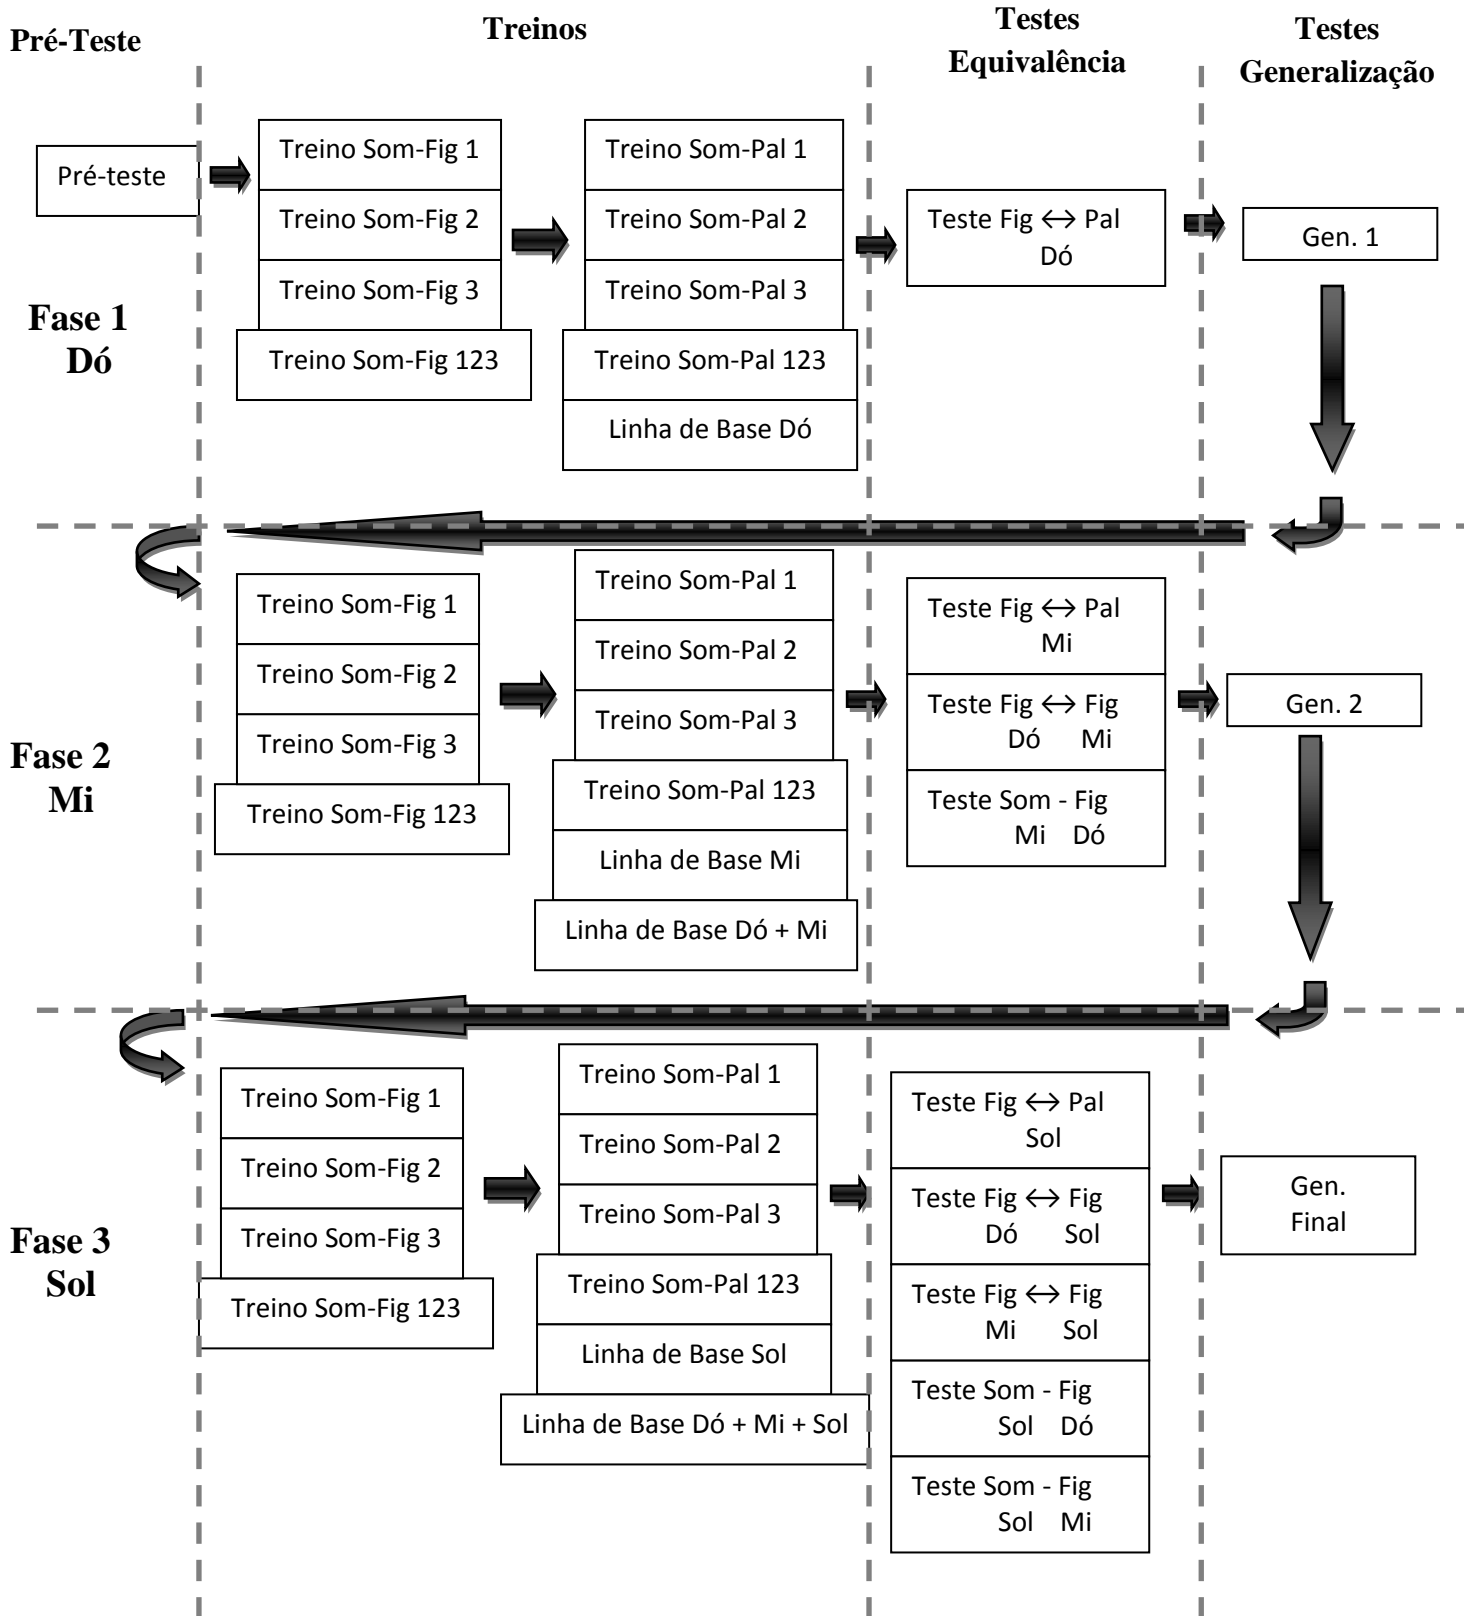 Pré-Teste
Treinos
Testes
Equivalência
Testes
Generalização
Fase 1
Dó
Pré-teste
Treino Som-Fig 1
Treino Som-Fig 2
Treino Som-Fig 3
Treino Som-Fig 123
Treino Som-Pal 1
Treino Som-Pal 2
Treino Som-Pal 3
Treino Som-Pal 123
Linha de Base Dó
Teste Fig ↔ Pal
Dó
Gen. 1
Fase 2
Mi
Treino Som-Fig 1
Treino Som-Fig 2
Treino Som-Fig 3
Treino Som-Fig 123
Treino Som-Pal 1
Treino Som-Pal 2
Treino Som-Pal 3
Treino Som-Pal 123
Linha de Base Mi
Linha de Base Dó + Mi
Teste Fig ↔ Pal
Mi
Teste Fig ↔ Fig
Dó Mi
Teste Som - Fig
Mi Dó
Gen. 2
Fase 3
Sol
Treino Som-Fig 1
Treino Som-Fig 2
Treino Som-Fig 3
Treino Som-Fig 123
Treino Som-Pal 1
Treino Som-Pal 2
Treino Som-Pal 3
Treino Som-Pal 123
Linha de Base Sol
Linha de Base Dó + Mi + Sol
Teste Fig ↔ Pal
Sol
Teste Fig ↔ Fig
Dó Sol
Teste Fig ↔ Fig
Mi Sol
Teste Som - Fig
Sol Dó
Teste Som - Fig
Sol Mi
Gen.
Final